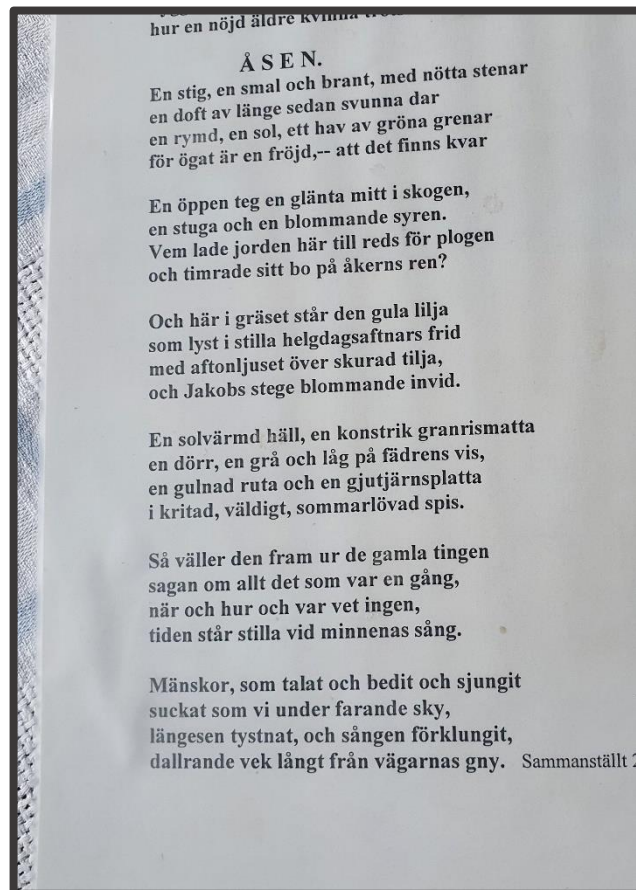 hur en nöjd äldre kvinna
Å S E N.
En stig, en smal och brant, med nötta stenar
en doft av länge sedan svunna dar
en rymd, en sol, ett hav av gröna grenar
för ögat är en fröjd,-- att det finns kvar
En öppen teg en glänta mitt i skogen,
en stuga och en blommande syren.
Vem lade jorden här till reds för plogen
och timrade sitt bo på åkerns ren?
Och här i gräset står den gula lilja
som lyst i stilla helgdagsaftnars frid
med aftonljuset över skurad tilja,
och Jakobs stege blommande invid.
En solvärmd häll, en konstrik granrismatta
en dörr, en grå och låg på fädrens vis,
en gulnad ruta och en gjutjärnsplatta
i kritad, väldigt, sommarlövad spis.
Så väller den fram ur de gamla tingen
sagan om allt det som var en gång,
när och hur och var vet ingen,
tiden står stilla vid minnenas sång.
Mänskor, som talat och bedit och sjungit
suckat som vi under farande sky,
längesen tystnat, och sången förklungit,
dallrande vek långt från vägarnas gny. Sammanställt